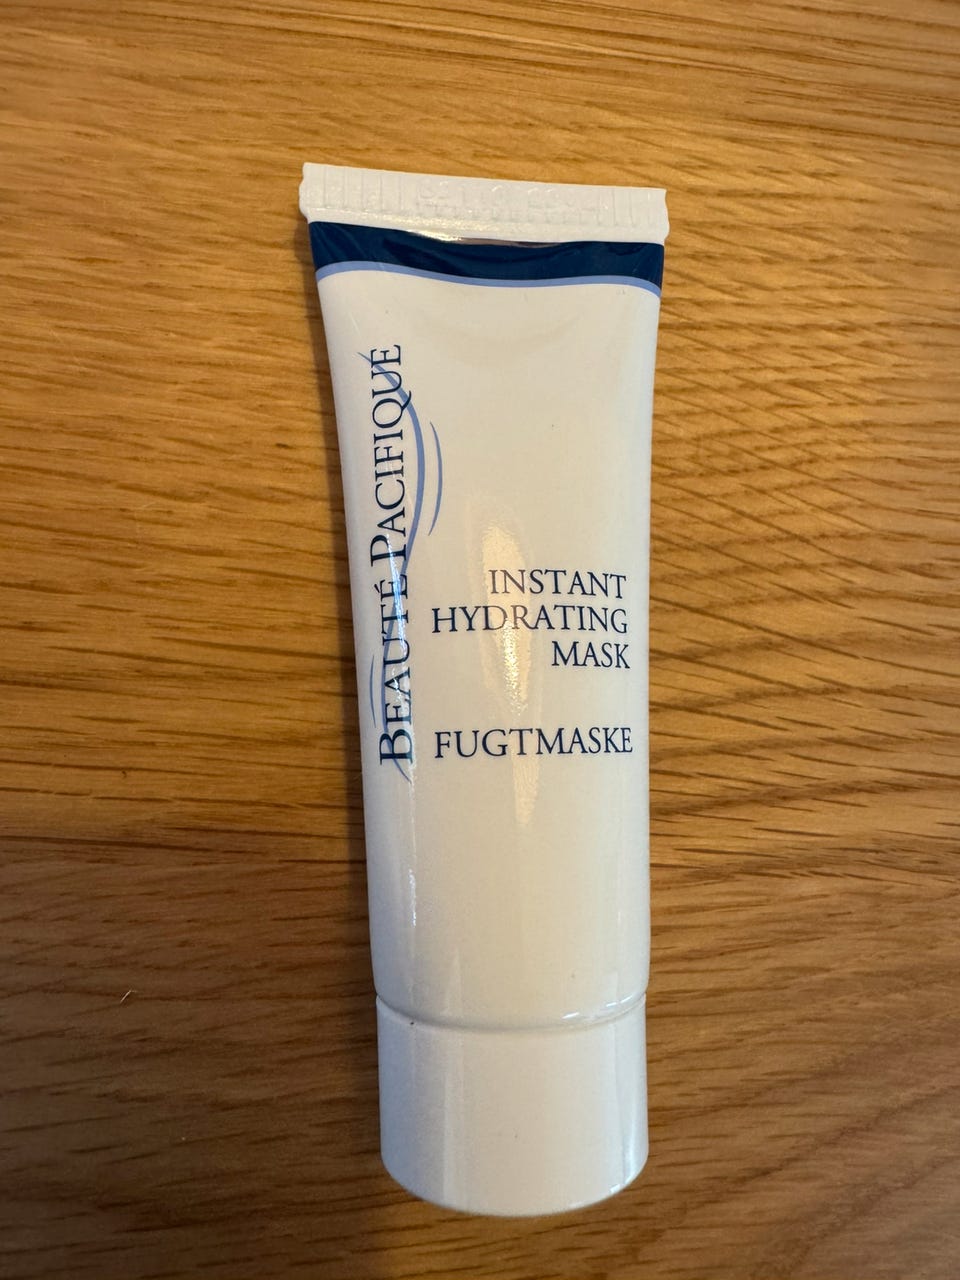 BEAUTÉ PACIFIQUE
INSTANT
HYDRATING
MASK
FUGTMASKE